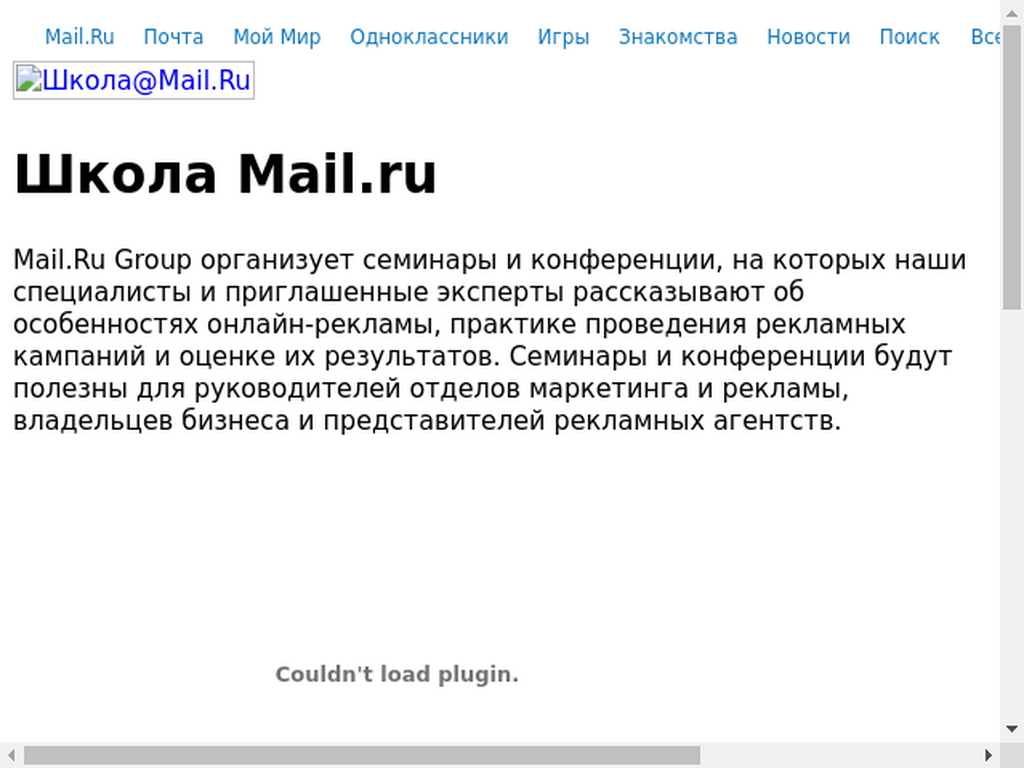 Mail.Ru Почта Мой Мир Одноклассники Игры Знакомства Новости Поиск Все
Школа@Mail.Ru
Школа Mail.ru
Mail.Ru Group организует семинары и конференции, на которых наши
специалисты и приглашенные эксперты рассказывают об
особенностях онлайн-рекламы, практике проведения рекламных
кампаний и оценке их результатов. Семинары и конференции будут
полезны для руководителей отделов маркетинга и рекламы,
владельцев бизнеса и представителей рекламных агентств.
Couldn't load plugin.